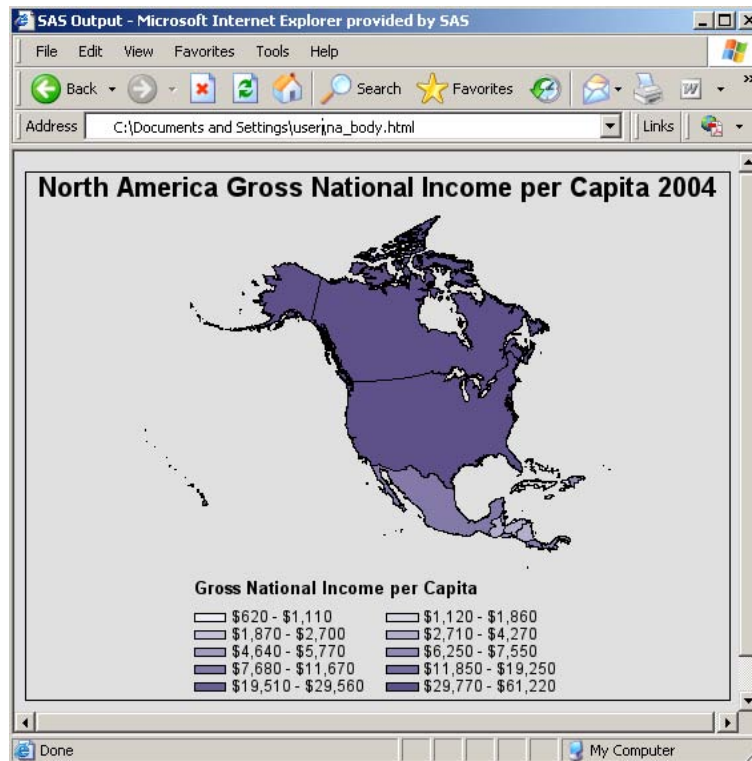 SAS Output - Microsoft Internet Explorer provided by SAS
File Edit View Favorites Tools Help
Back Search Favorites
Address C:\Documents and Settings\userina_body.html Links
North America Gross National Income per Capita 2004
Gross National Income per Capita
$620 - $1,110 $1,120 - $1,860
$1,870 - $2,700 $2,710 - $4,270
$4,640 - $5,770 $6,250 - $7,550
$7,680 - $11,670 $11,850 - $19,250
$19,510 - $29,560 $29,770 - $61,220
Done My Computer